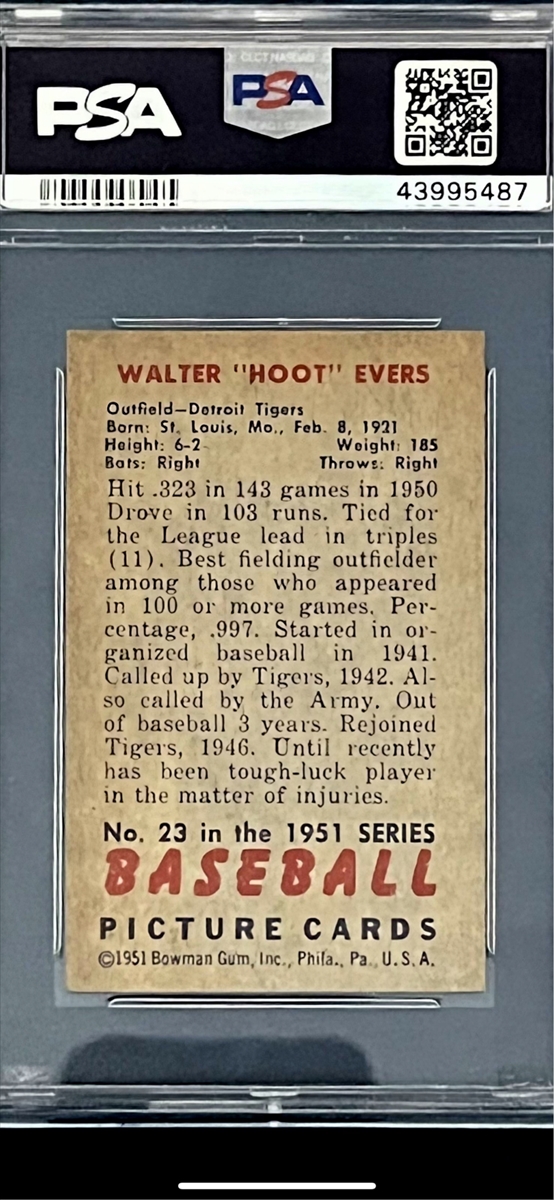 PSA
PSA
43995487
WALTER "HOOT" EVERS
Outfield—Detroit Tigers
Born: St. Louis, Mo., Feb. 8, 1921
Height: 6-2 Weight: 185
Bats: Right Throws: Right
Hit .323 in 143 games in 1950
Drove in 103 runs. Tied for
the League lead in triples
(11). Best fielding outfielder
among those who appeared
in 100 or more games. Per-
centage, .997. Started in or-
ganized baseball in 1941.
Called up by Tigers, 1942. Al-
so called by the Army. Out
of baseball 3 years. Rejoined
Tigers, 1946. Until recently
has been tough-luck player
in the matter of injuries.
No. 23 in the 1951 SERIES
BASEBALL
PICTURE CARDS
©1951 Bowman Gum, Inc., Phila., Pa. U.S.A.